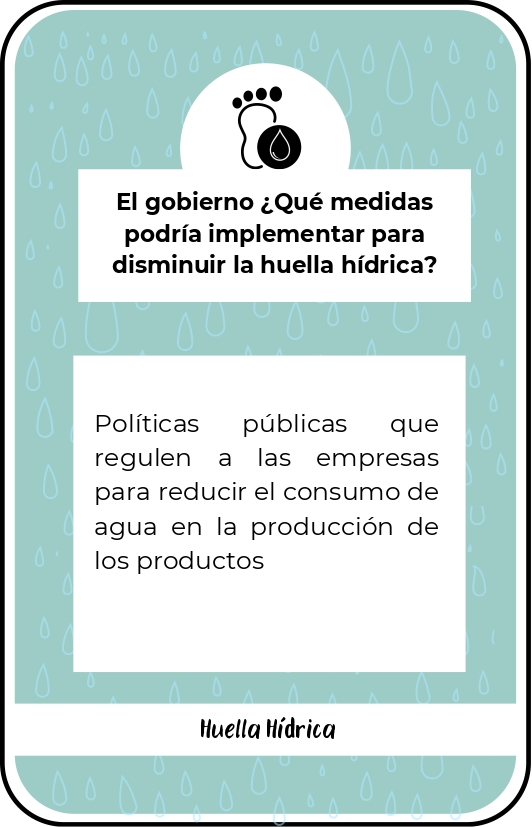 El gobierno ¿Qué medidas
podría implementar para
disminuir la huella hídrica?
Políticas públicas que
regulen a las empresas
para reducir el consumo de
agua en la producción de
los productos
Huella Hídrica